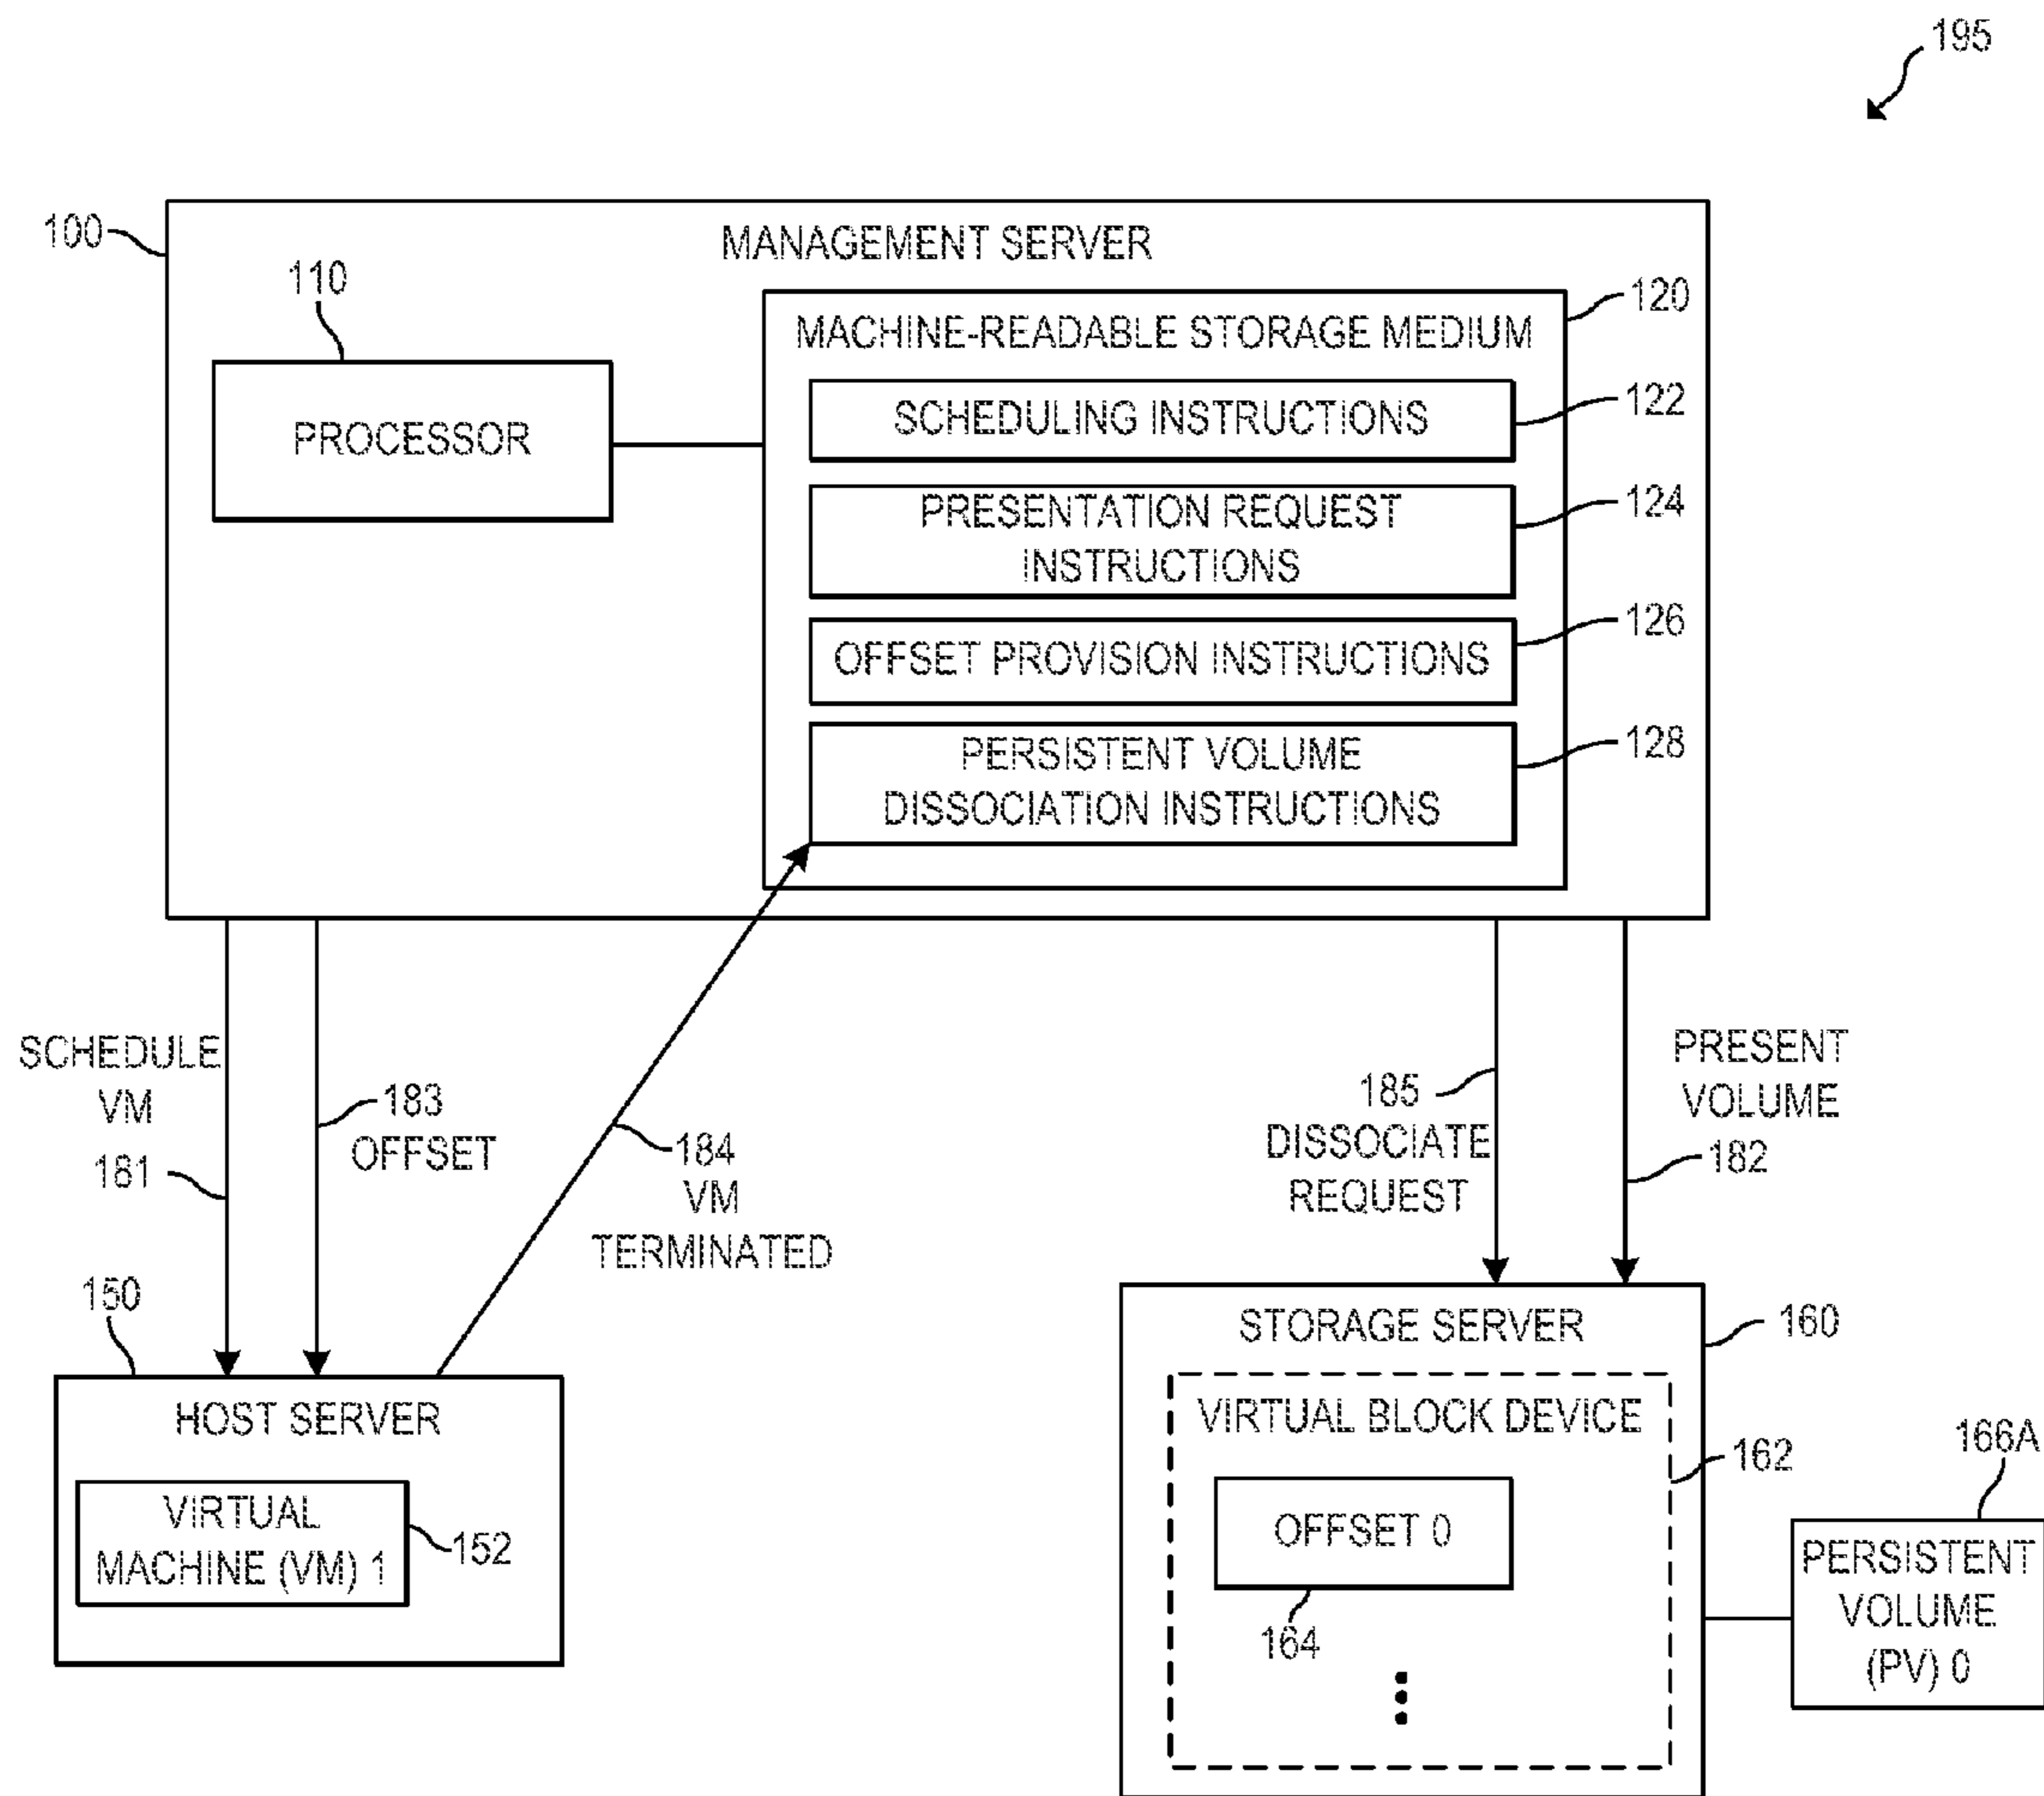 195
100
MANAGEMENT SERVER
110
PROCESSOR
120
MACHINE-READABLE STORAGE MEDIUM
SCHEDULING INSTRUCTIONS
122
PRESENTATION REQUEST
INSTRUCTIONS
124
OFFSET PROVISION INSTRUCTIONS
126
PERSISTENT VOLUME
DISSOCIATION INSTRUCTIONS
128
SCHEDULE
VM
181
183
OFFSET
184
VM
TERMINATED
185
DISSOCIATE
REQUEST
PRESENT
VOLUME
182
150
HOST SERVER
VIRTUAL
MACHINE (VM) 1
152
STORAGE SERVER
160
VIRTUAL BLOCK DEVICE
162
OFFSET 0
164
166A
PERSISTENT
VOLUME
(PV) 0